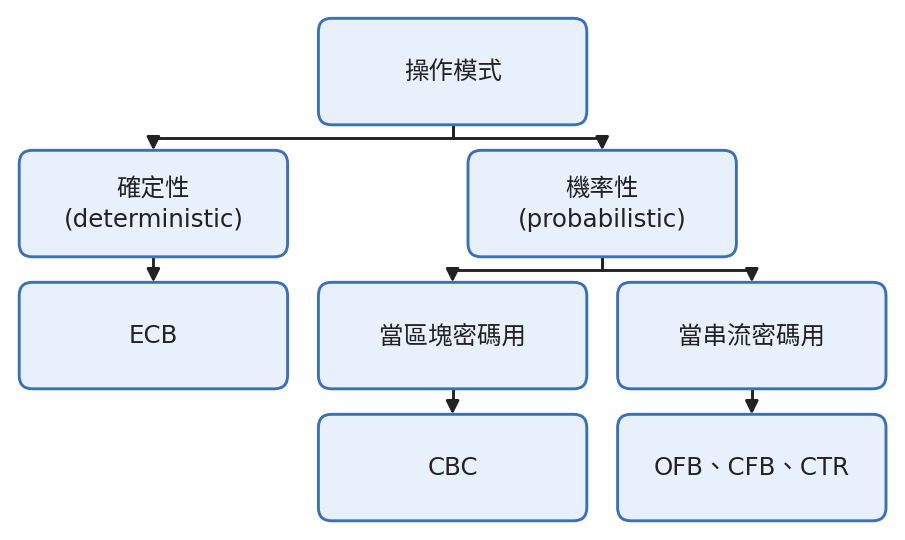 操作模式
確定性
(deterministic)
機率性
(probabilistic)
ECB
當區塊密碼用
當串流密碼用
CBC
OFB、CFB、CTR